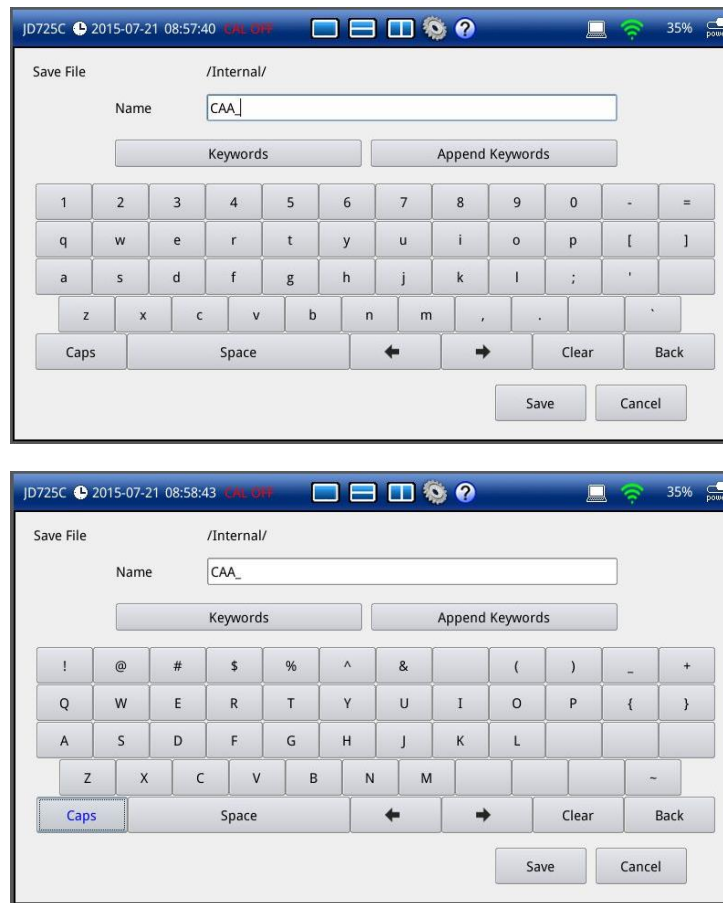 JD725C 2015-07-21 08:57:40 CAL OFF ? 35%
Save File /Internal/
Name CAA_
Keywords Append Keywords
1 2 3 4 5 6 7 8 9 0 - =
q w e r t y u i o p [ ]
a s d f g h j k l ; '
z x c v b n m , . `
Caps Space ← → Clear Back
Save Cancel
JD725C 2015-07-21 08:58:43 CAL OFF ? 35%
Save File /Internal/
Name CAA_
Keywords Append Keywords
! @ # $ % ^ & ( ) _ +
Q W E R T Y U I O P { }
A S D F G H J K L
Z X C V B N M ~
Caps Space ← → Clear Back
Save Cancel